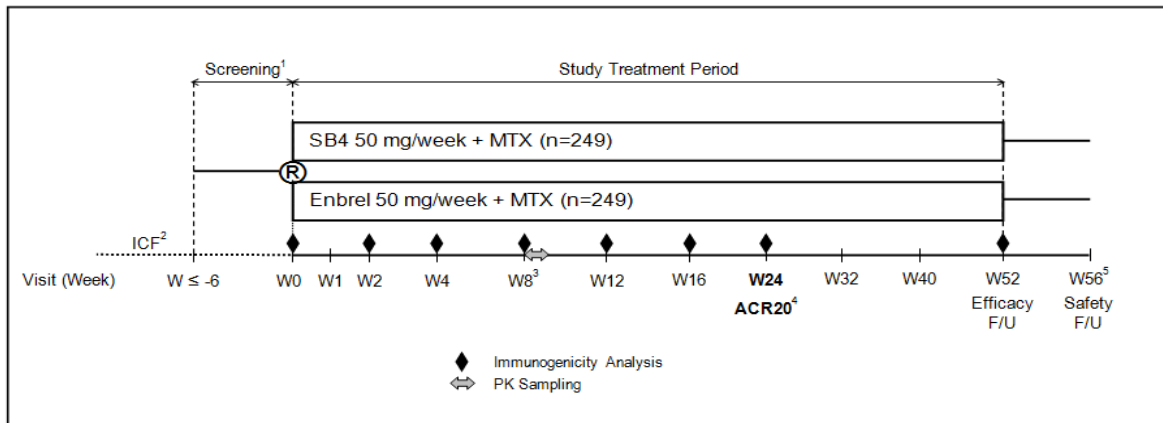 Screening¹ Study Treatment Period
SB4 50 mg/week + MTX (n=249)
R
Enbrel 50 mg/week + MTX (n=249)
ICF²
Visit (Week) W ≤ -6 W0 W1 W2 W4 W8³ W12 W16 W24 W32 W40 W52 W56⁵
ACR20⁴ Efficacy Safety
F/U F/U
Immunogenicity Analysis
PK Sampling